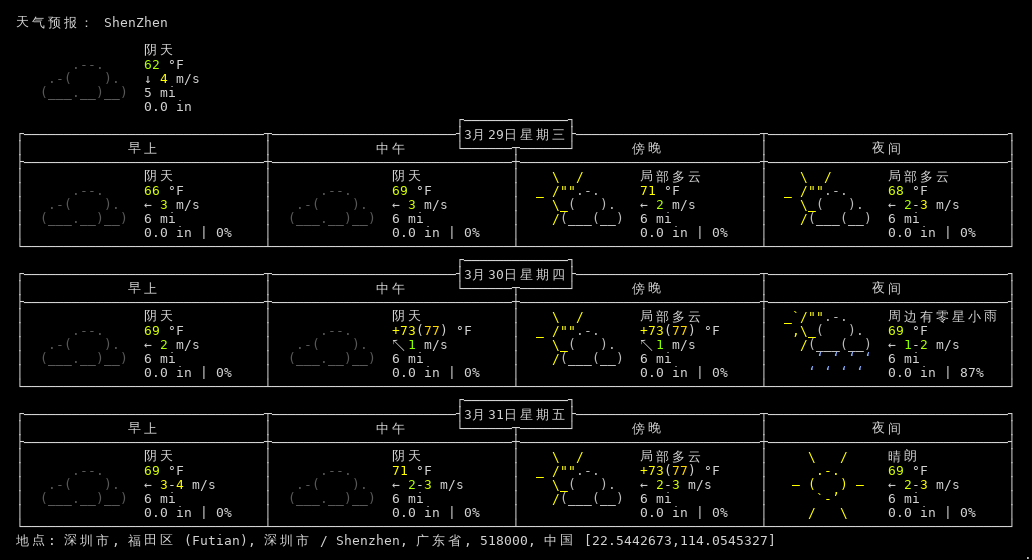 天气预报： ShenZhen
阴天
62 °F
↓ 4 m/s
5 mi
0.0 in
3月29日星期三
早上 中午 傍晚 夜间
阴天 阴天 局部多云 局部多云
66 °F 69 °F 71 °F 68 °F
← 3 m/s ← 3 m/s ← 2 m/s ← 2-3 m/s
6 mi 6 mi 6 mi 6 mi
0.0 in | 0% 0.0 in | 0% 0.0 in | 0% 0.0 in | 0%
3月30日星期四
早上 中午 傍晚 夜间
阴天 阴天 局部多云 周边有零星小雨
69 °F +73(77) °F +73(77) °F 69 °F
← 2 m/s ↖ 1 m/s ↖ 1 m/s ← 1-2 m/s
6 mi 6 mi 6 mi 6 mi
0.0 in | 0% 0.0 in | 0% 0.0 in | 0% 0.0 in | 87%
3月31日星期五
早上 中午 傍晚 夜间
阴天 阴天 局部多云 晴朗
69 °F 71 °F +73(77) °F 69 °F
← 3-4 m/s ← 2-3 m/s ← 2-3 m/s ← 2-3 m/s
6 mi 6 mi 6 mi 6 mi
0.0 in | 0% 0.0 in | 0% 0.0 in | 0% 0.0 in | 0%
地点: 深圳市, 福田区 (Futian), 深圳市 / Shenzhen, 广东省, 518000, 中国 [22.5442673,114.0545327]